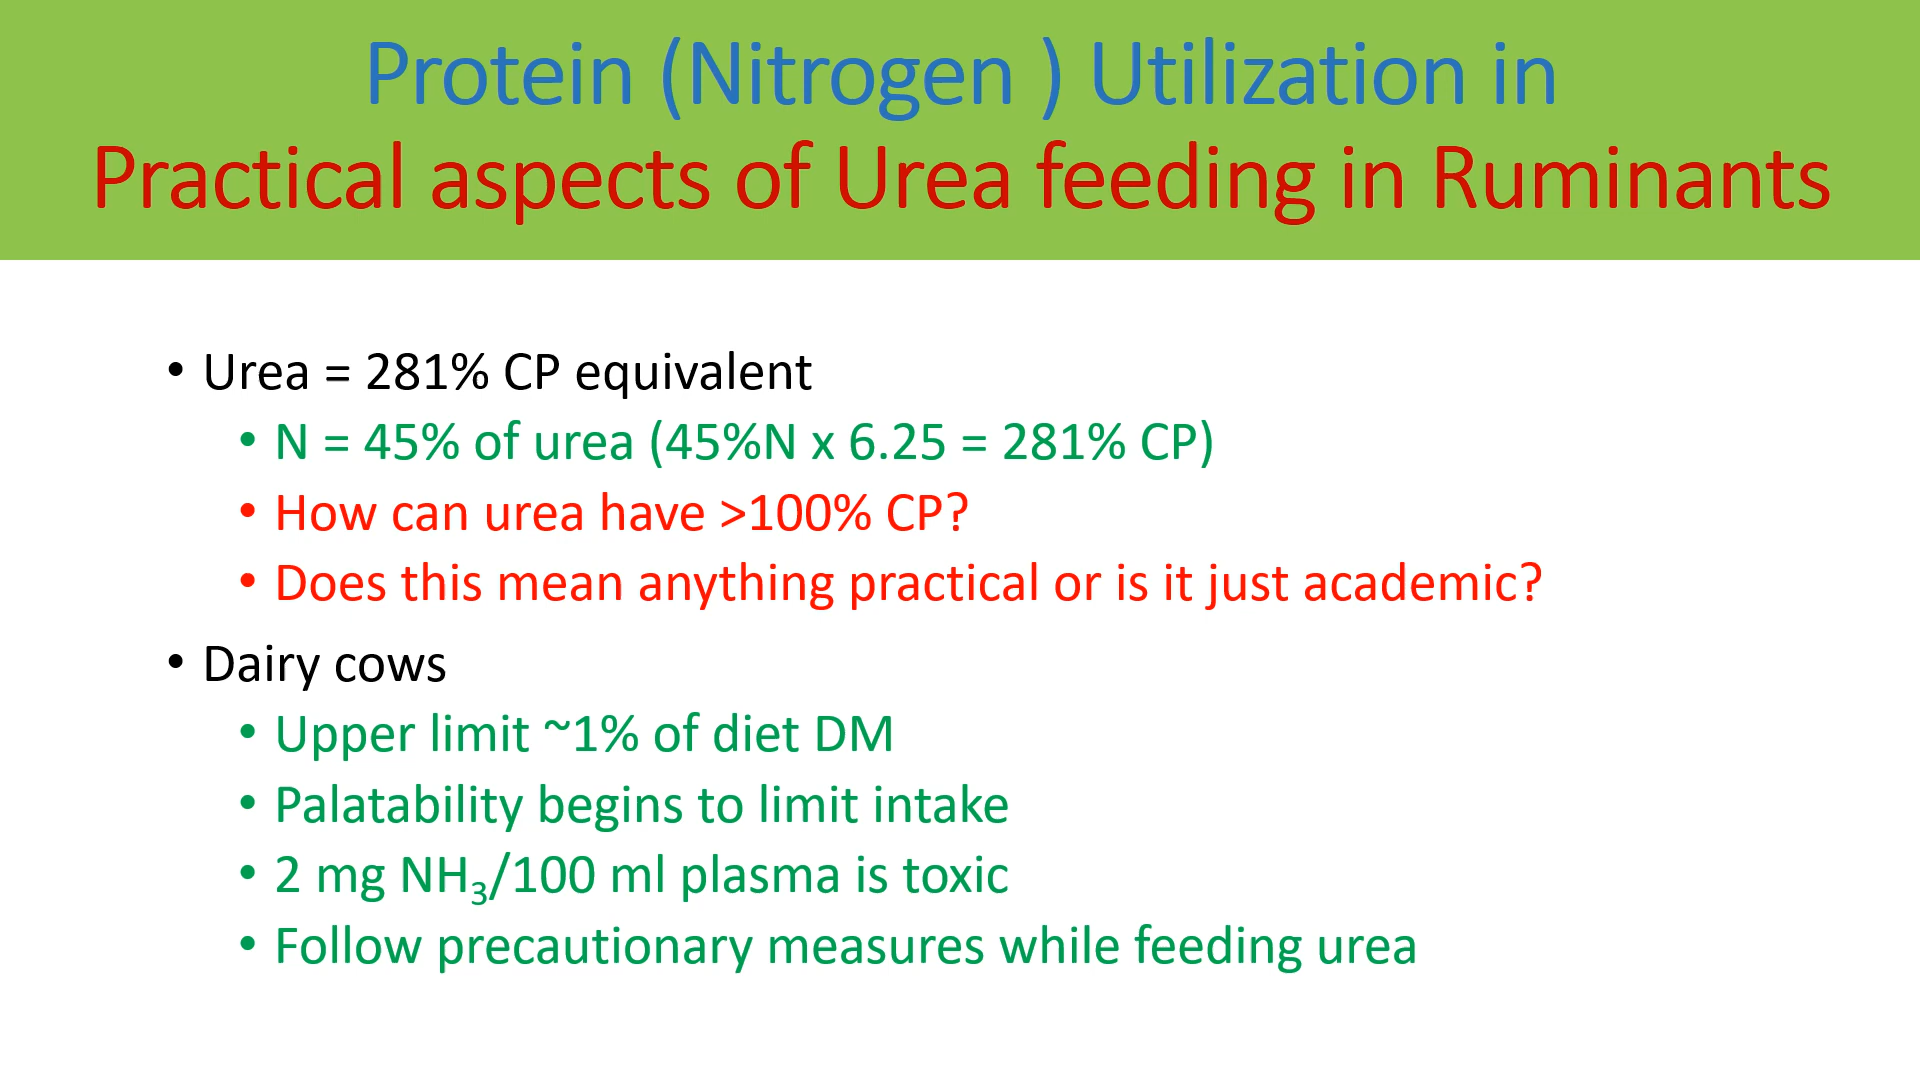 Protein (Nitrogen ) Utilization in
Practical aspects of Urea feeding in Ruminants
• Urea = 281% CP equivalent
• N = 45% of urea (45%N x 6.25 = 281% CP)
• How can urea have >100% CP?
• Does this mean anything practical or is it just academic?
• Dairy cows
• Upper limit ~1% of diet DM
• Palatability begins to limit intake
• 2 mg NH₃/100 ml plasma is toxic
• Follow precautionary measures while feeding urea